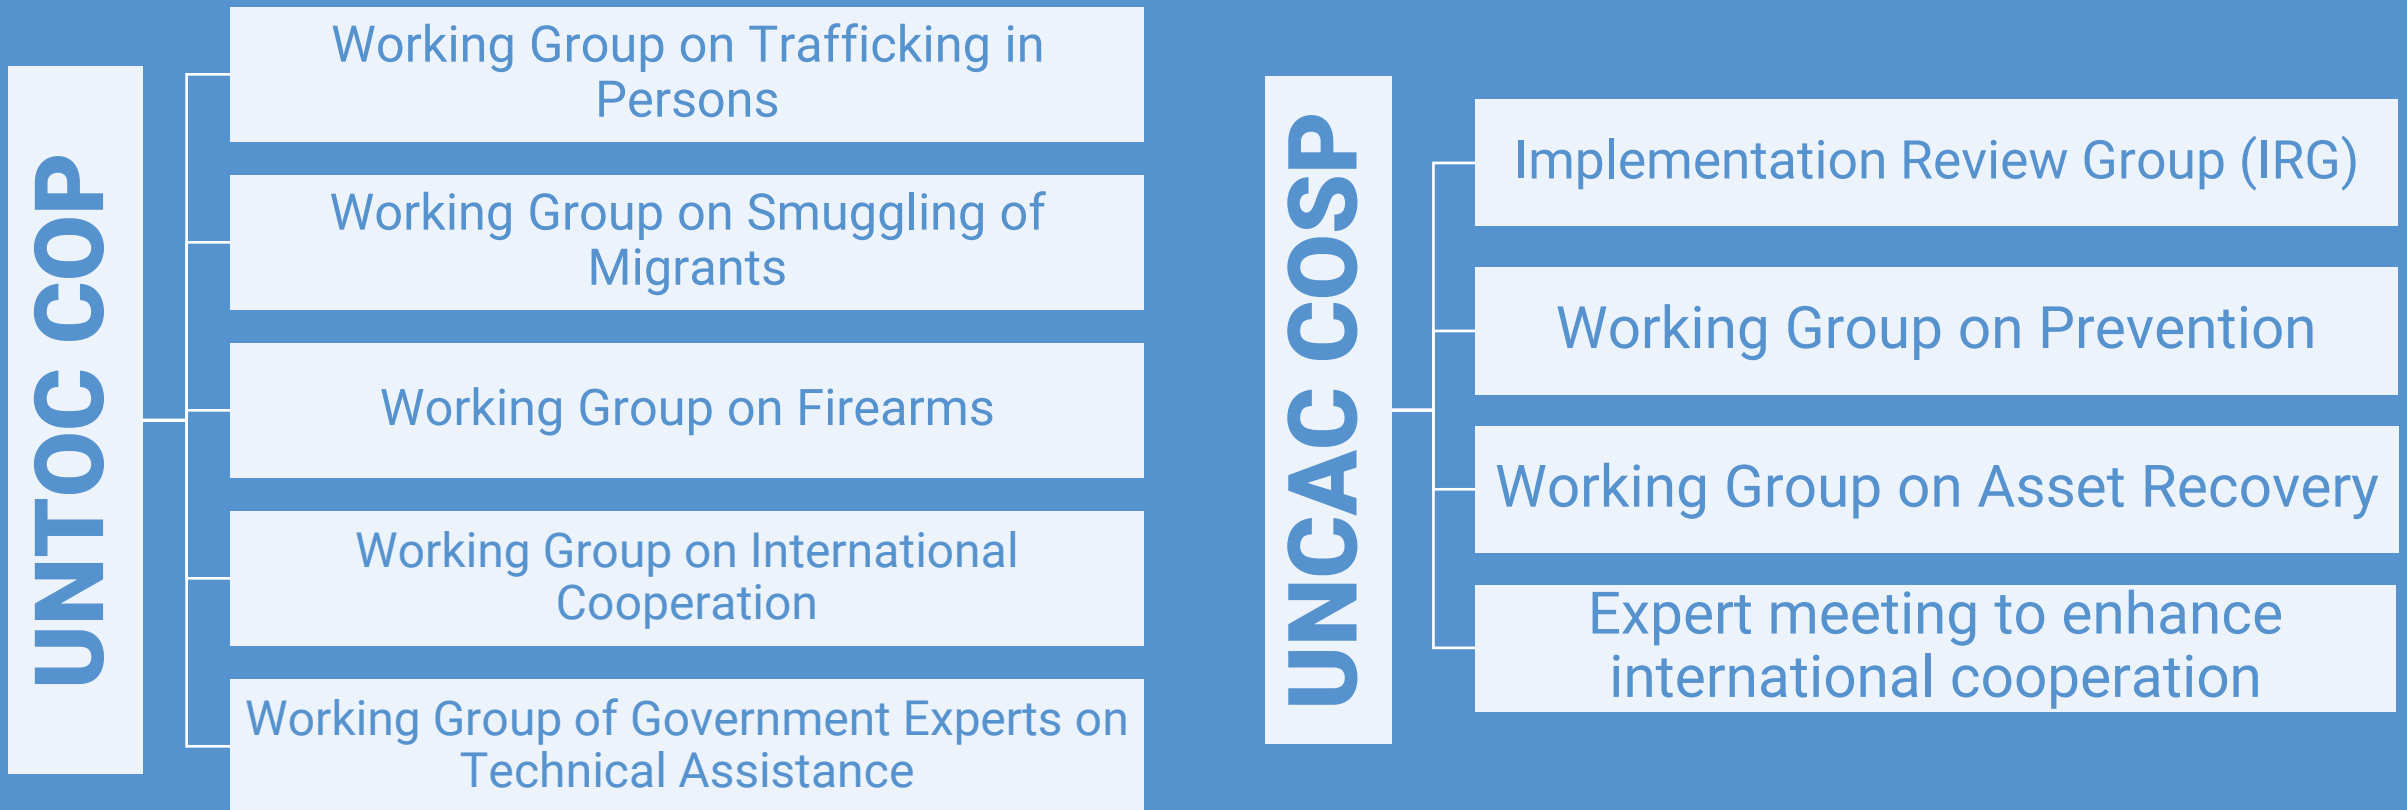 UNTOC COP
Working Group on Trafficking in
Persons
Working Group on Smuggling of
Migrants
Working Group on Firearms
Working Group on International
Cooperation
Working Group of Government Experts on
Technical Assistance
UNCAC COSP
Implementation Review Group (IRG)
Working Group on Prevention
Working Group on Asset Recovery
Expert meeting to enhance
international cooperation